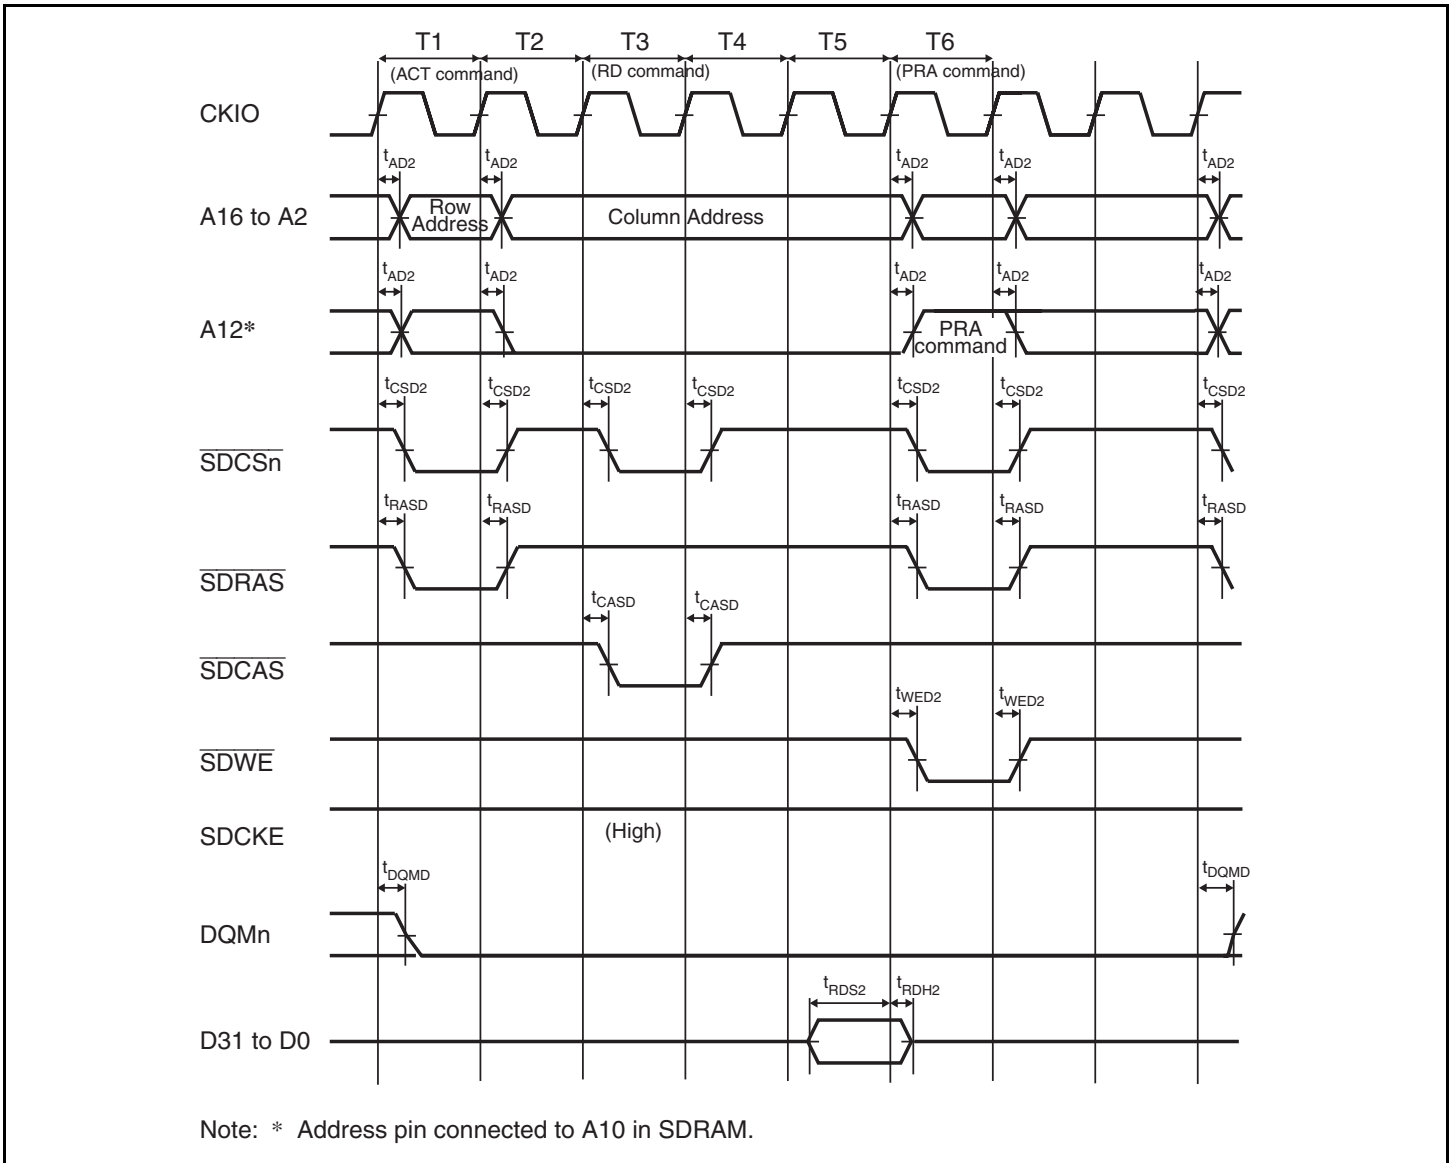 T1 T2 T3 T4 T5 T6
(ACT command) (RD command) (PRA command)
CKIO
tAD2 tAD2 tAD2 tAD2 tAD2
A16 to A2
Row
Address
Column Address
tAD2 tAD2 tAD2 tAD2 tAD2
A12*
PRA
command
tCSD2 tCSD2 tCSD2 tCSD2 tCSD2 tCSD2 tCSD2
SDCSn
tRASD tRASD tRASD tRASD tRASD
SDRAS
tCASD tCASD
SDCAS
tWED2 tWED2
SDWE
SDCKE
(High)
tDQMD tDQMD
DQMn
tRDS2 tRDH2
D31 to D0
Note: * Address pin connected to A10 in SDRAM.